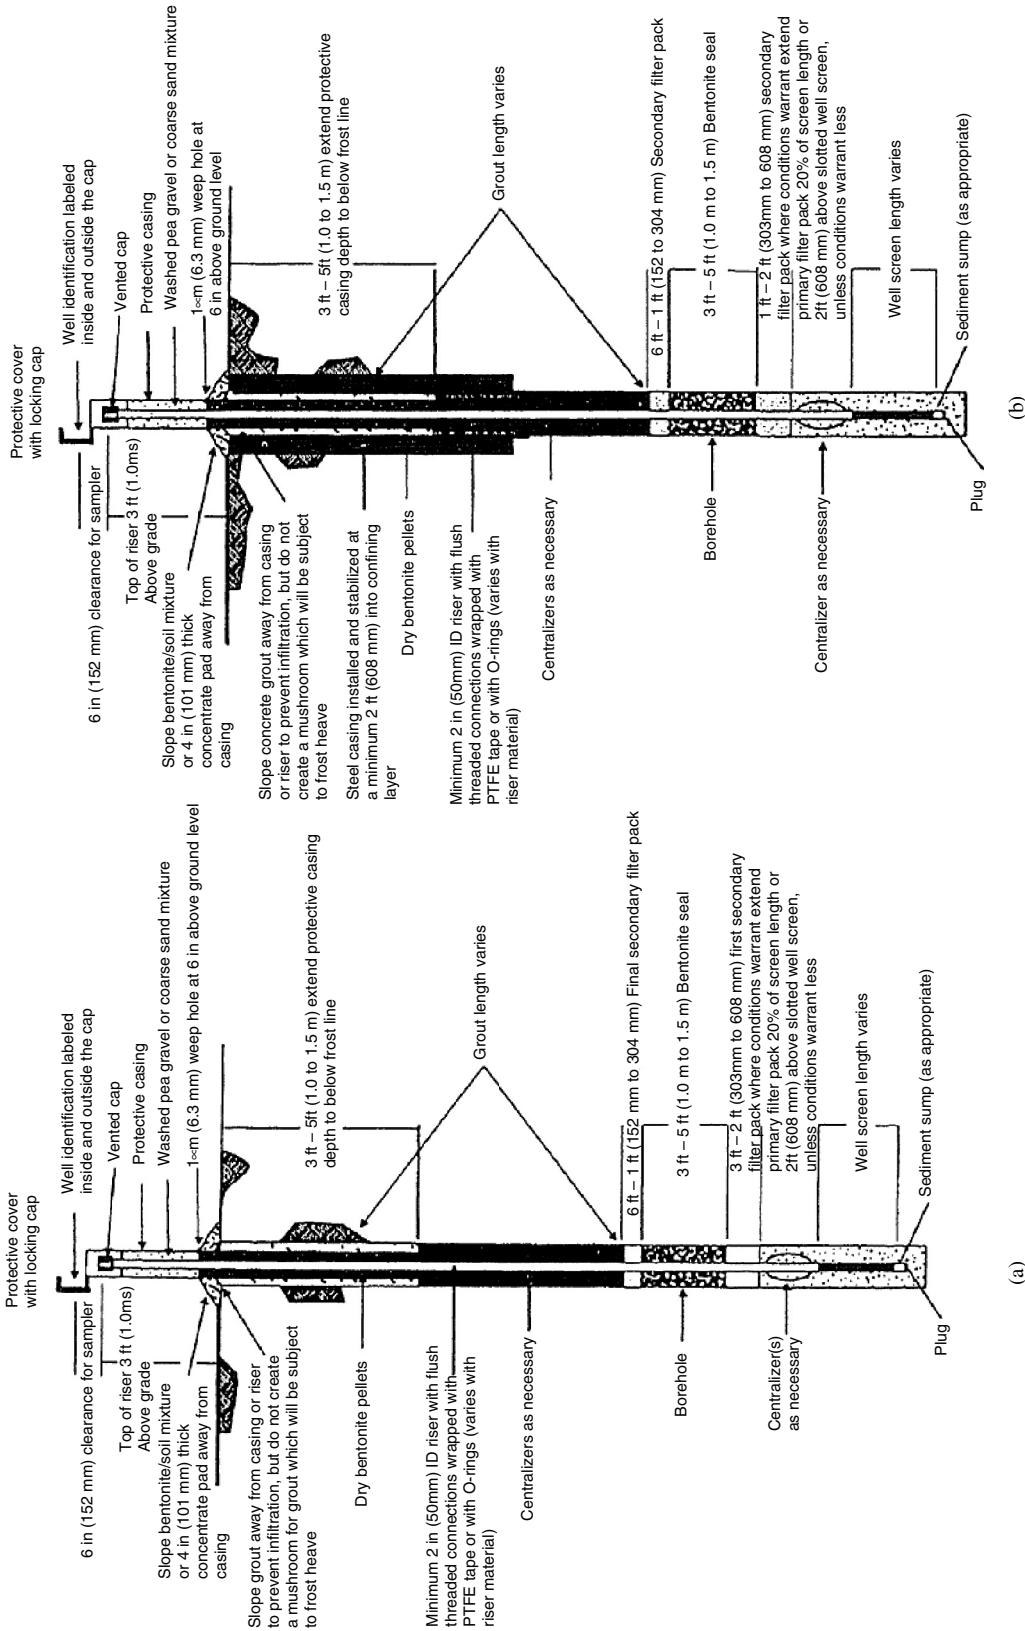 Protective cover
with locking cap
Well identification labeled
inside and outside the cap
Vented cap
Protective casing
Washed pea gravel or coarse sand mixture
1∞m (6.3 mm) weep hole at 6 in above ground level
3 ft – 5ft (1.0 to 1.5 m) extend protective casing
depth to below frost line
Grout length varies
6 ft – 1 ft (152 mm to 304 mm) Final secondary filter pack
3 ft – 5 ft (1.0 m to 1.5 m) Bentonite seal
3 ft – 2 ft (303mm to 608 mm) first secondary
filter pack where conditions warrant extend
primary filter pack 20% of screen length or
2ft (608 mm) above slotted well screen,
unless conditions warrant less
Well screen length varies
Sediment sump (as appropriate)
6 in (152 mm) clearance for sampler
Top of riser 3 ft (1.0ms)
Above grade
Slope bentonite/soil mixture
or 4 in (101 mm) thick
concentrate pad away from
casing
Slope grout away from casing or riser
to prevent infiltration, but do not create
a mushroom for grout which will be subject
to frost heave
Dry bentonite pellets
Minimum 2 in (50mm) ID riser with flush
threaded connections wrapped with
PTFE tape or with O-rings (varies with
riser material)
Centralizers as necessary
Borehole
Centralizer(s)
as necessary
Plug
(a)
Protective cover
with locking cap
Well identification labeled
inside and outside the cap
Vented cap
Protective casing
Washed pea gravel or coarse sand mixture
1∞m (6.3 mm) weep hole at
6 in above ground level
3 ft – 5ft (1.0 to 1.5 m) extend protective
casing depth to below frost line
Grout length varies
6 ft – 1 ft (152 to 304 mm) Secondary filter pack
3 ft – 5 ft (1.0 m to 1.5 m) Bentonite seal
1 ft – 2 ft (303mm to 608 mm) secondary
filter pack where conditions warrant extend
primary filter pack 20% of screen length or
2ft (608 mm) above slotted well screen,
unless conditions warrant less
Well screen length varies
Sediment sump (as appropriate)
6 in (152 mm) clearance for sampler
Top of riser 3 ft (1.0ms)
Above grade
Slope bentonite/soil mixture
or 4 in (101 mm) thick
concentrate pad away from
casing
Slope concrete grout away from casing
or riser to prevent infiltration, but do not
create a mushroom which will be subject
to frost heave
Steel casing installed and stabilized at
a minimum 2 ft (608 mm) into confining
layer
Dry bentonite pellets
Minimum 2 in (50mm) ID riser with flush
threaded connections wrapped with
PTFE tape or with O-rings (varies with
riser material)
Centralizers as necessary
Borehole
Centralizer as necessary
Plug
(b)